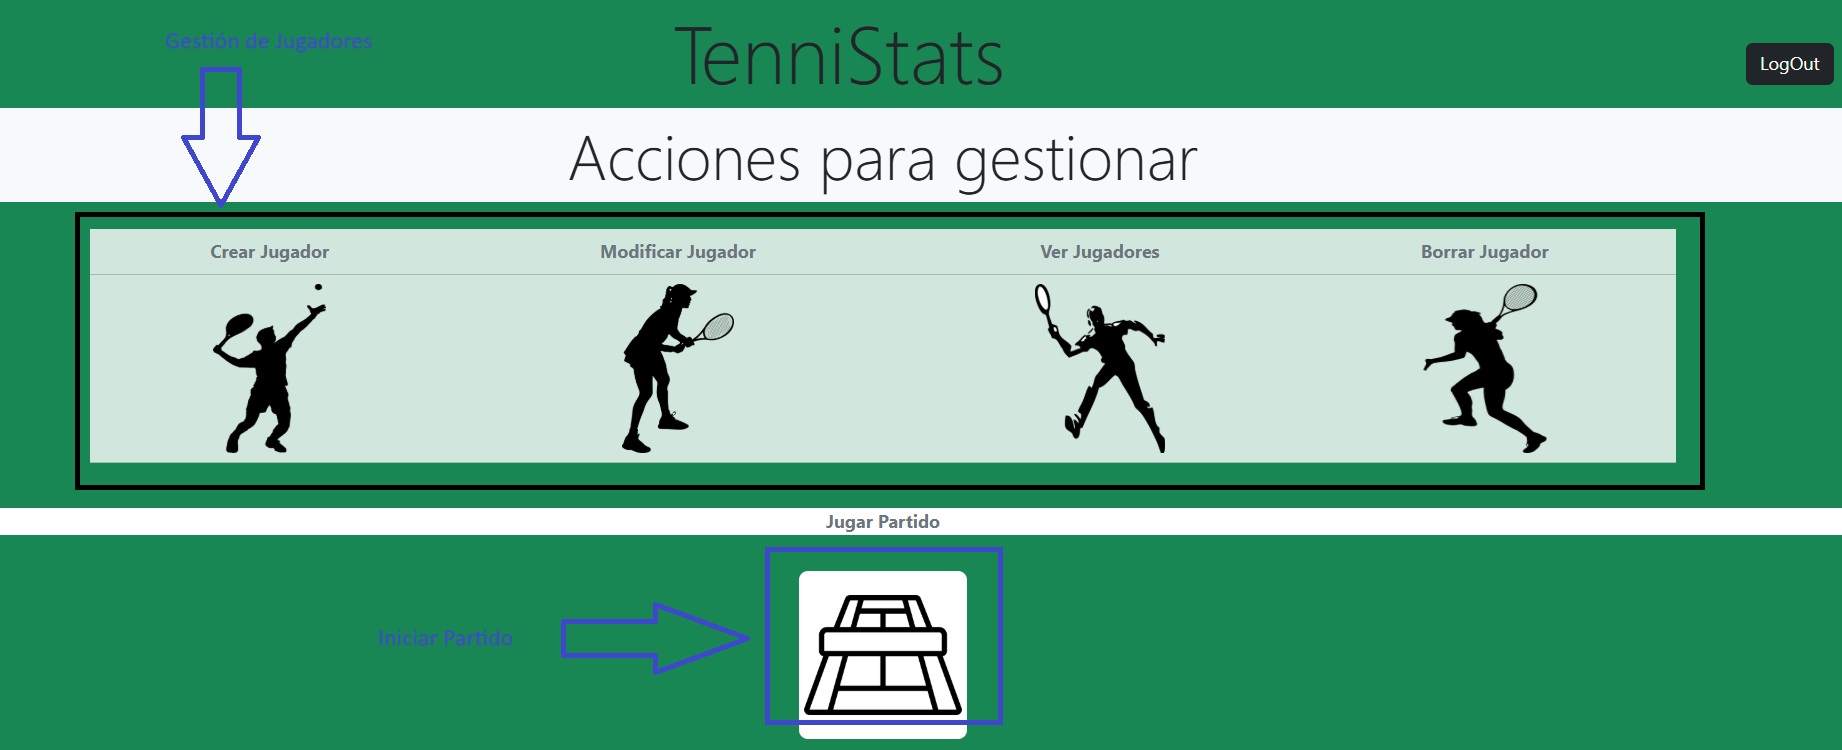 Gestión de Jugadores
TenniStats
LogOut
Acciones para gestionar
Crear Jugador
Modificar Jugador
Ver Jugadores
Borrar Jugador
Jugar Partido
Iniciar Partido